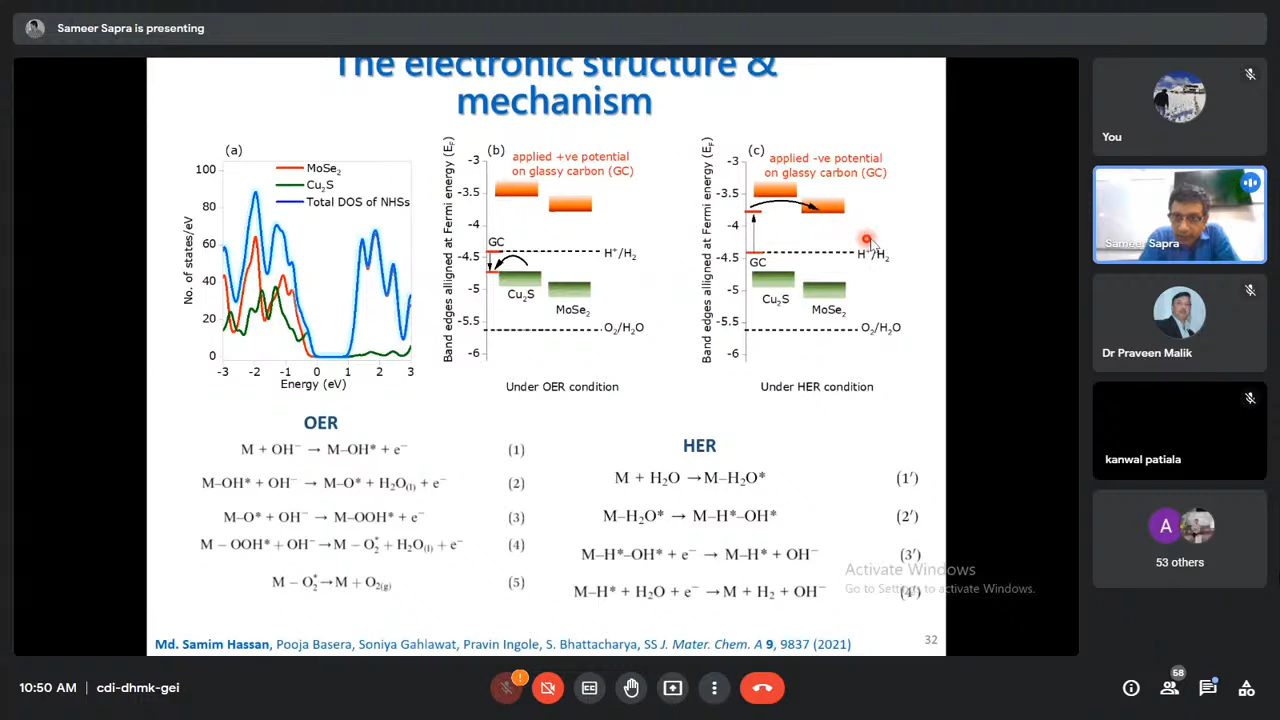 Sameer Sapra is presenting
The electronic structure &
mechanism
(a)
MoSe2
Cu2S
Total DOS of NHSs
No. of states/eV
100
80
60
40
20
0
-3
-2
-1
0
1
2
3
Energy (eV)
(b)
applied +ve potential
on glassy carbon (GC)
Band edges alligned at Fermi energy (EF)
-3
-3.5
-4
-4.5
-5
-5.5
-6
GC
H+/H2
Cu2S
MoSe2
O2/H2O
Under OER condition
(c)
applied -ve potential
on glassy carbon (GC)
Band edges alligned at Fermi energy (EF)
-3
-3.5
-4
-4.5
-5
-5.5
-6
H+/H2
GC
Cu2S
MoSe2
O2/H2O
Under HER condition
OER
M + OH− → M–OH* + e− (1)
M–OH* + OH− → M–O* + H2O(l) + e− (2)
M–O* + OH− → M–OOH* + e− (3)
M – OOH* + OH− → M – O2* + H2O(l) + e− (4)
M – O2* → M + O2(g) (5)
HER
M + H2O → M–H2O* (1′)
M–H2O* → M–H*–OH* (2′)
M–H*–OH* + e− → M–H* + OH− (3′)
M–H* + H2O + e− → M + H2 + OH− (4′)
Activate Windows
Go to Settings to activate Windows.
Md. Samim Hassan, Pooja Basera, Soniya Gahlawat, Pravin Ingole, S. Bhattacharya, SS J. Mater. Chem. A 9, 9837 (2021)
32
You
Sameer Sapra
Dr Praveen Malik
kanwal patiala
A
53 others
10:50 AM | cdi-dhmk-gei
!
CC
58